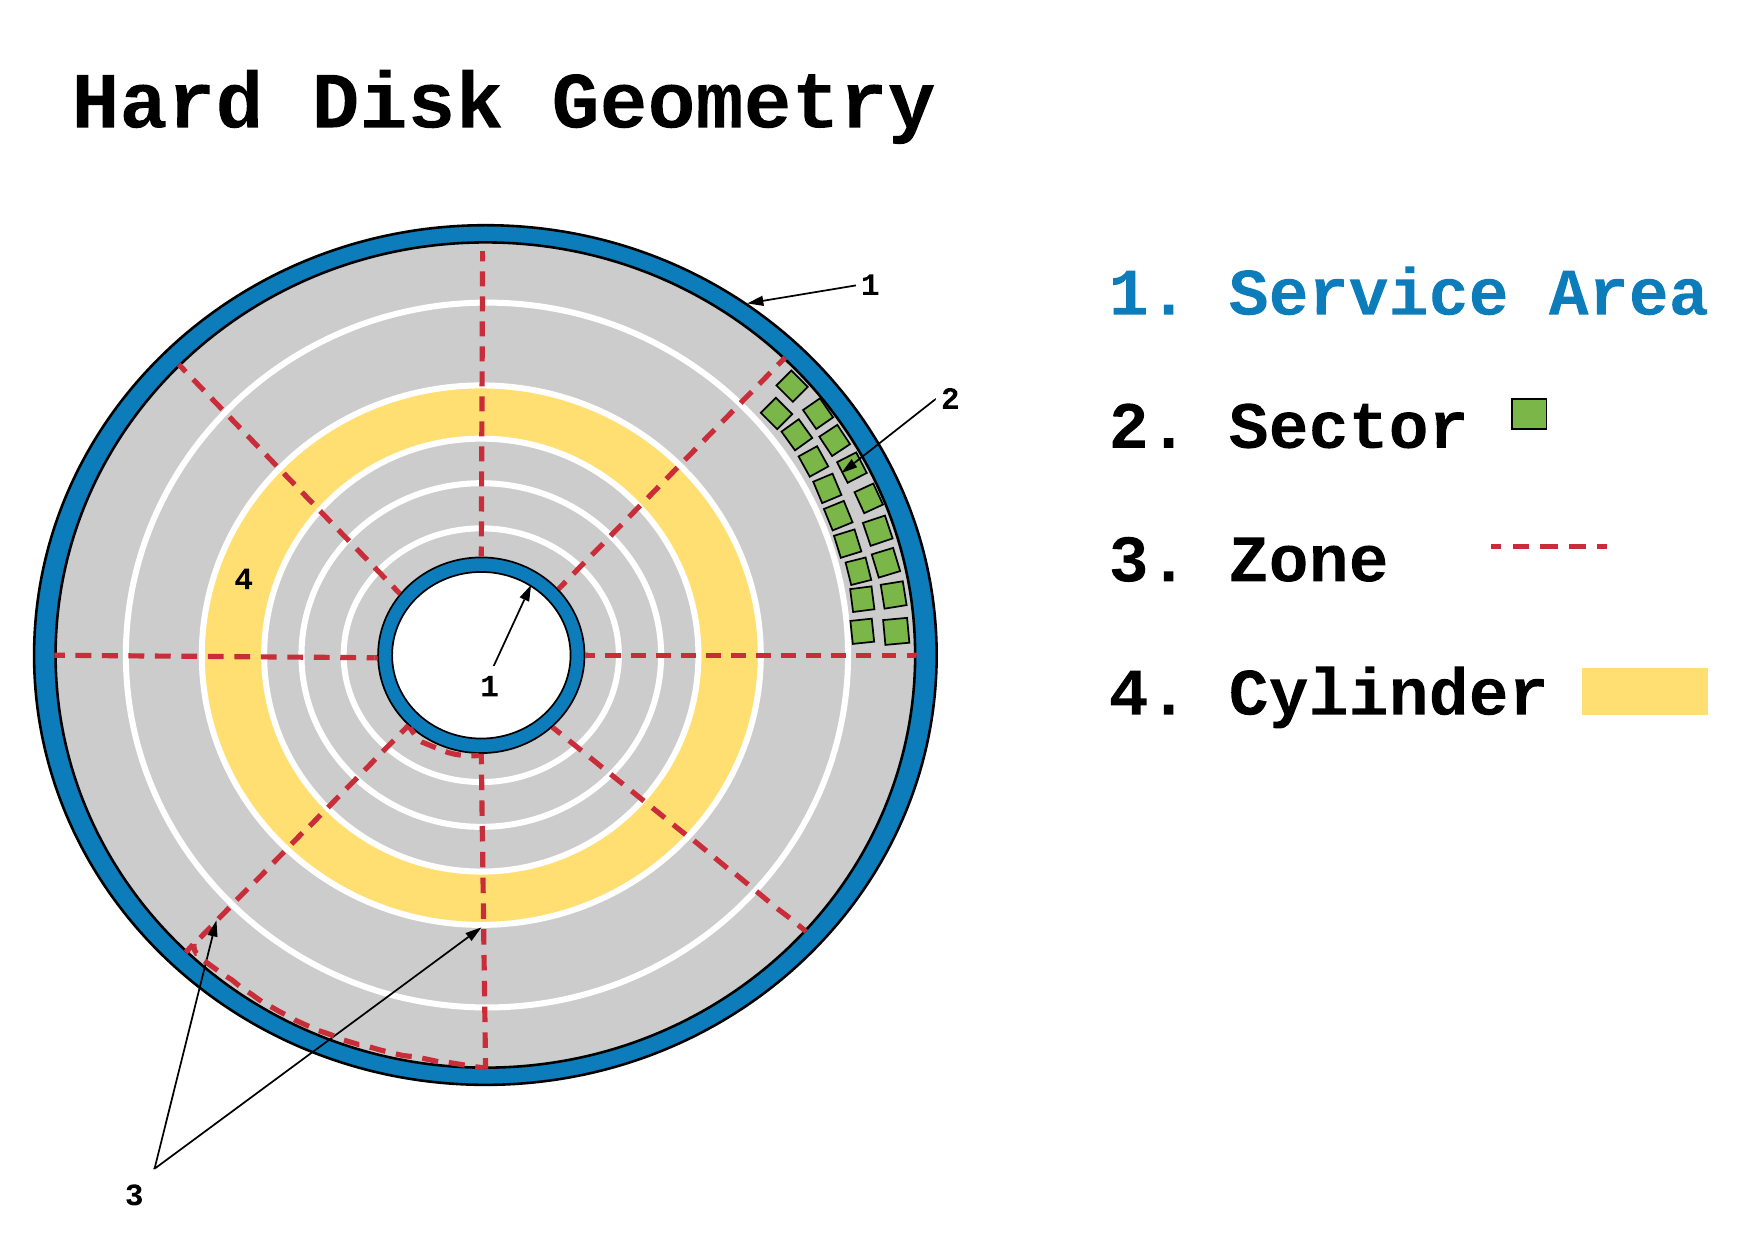 Hard Disk Geometry
1
1. Service Area
2
2. Sector
3. Zone
4
1
4. Cylinder
3